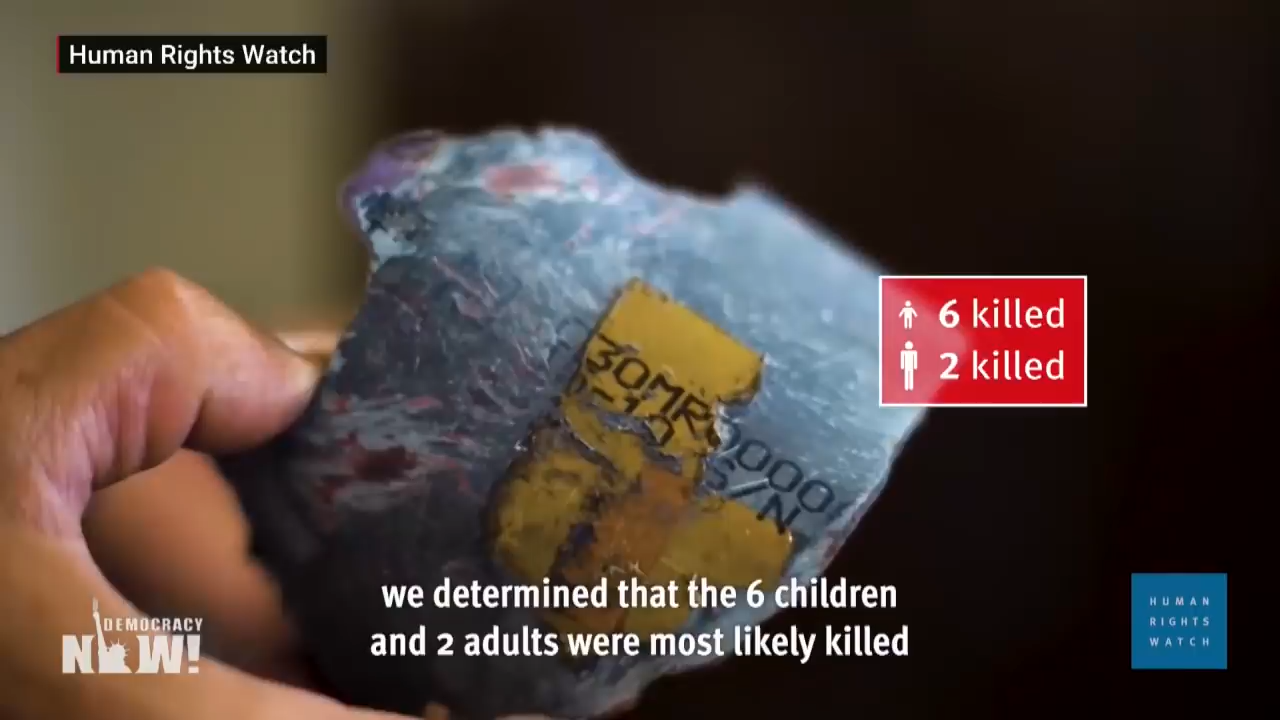 Human Rights Watch
6 killed
2 killed
30MR0000
S/N
we determined that the 6 children
and 2 adults were most likely killed
DEMOCRACY
NOW!
HUMAN
RIGHTS
WATCH